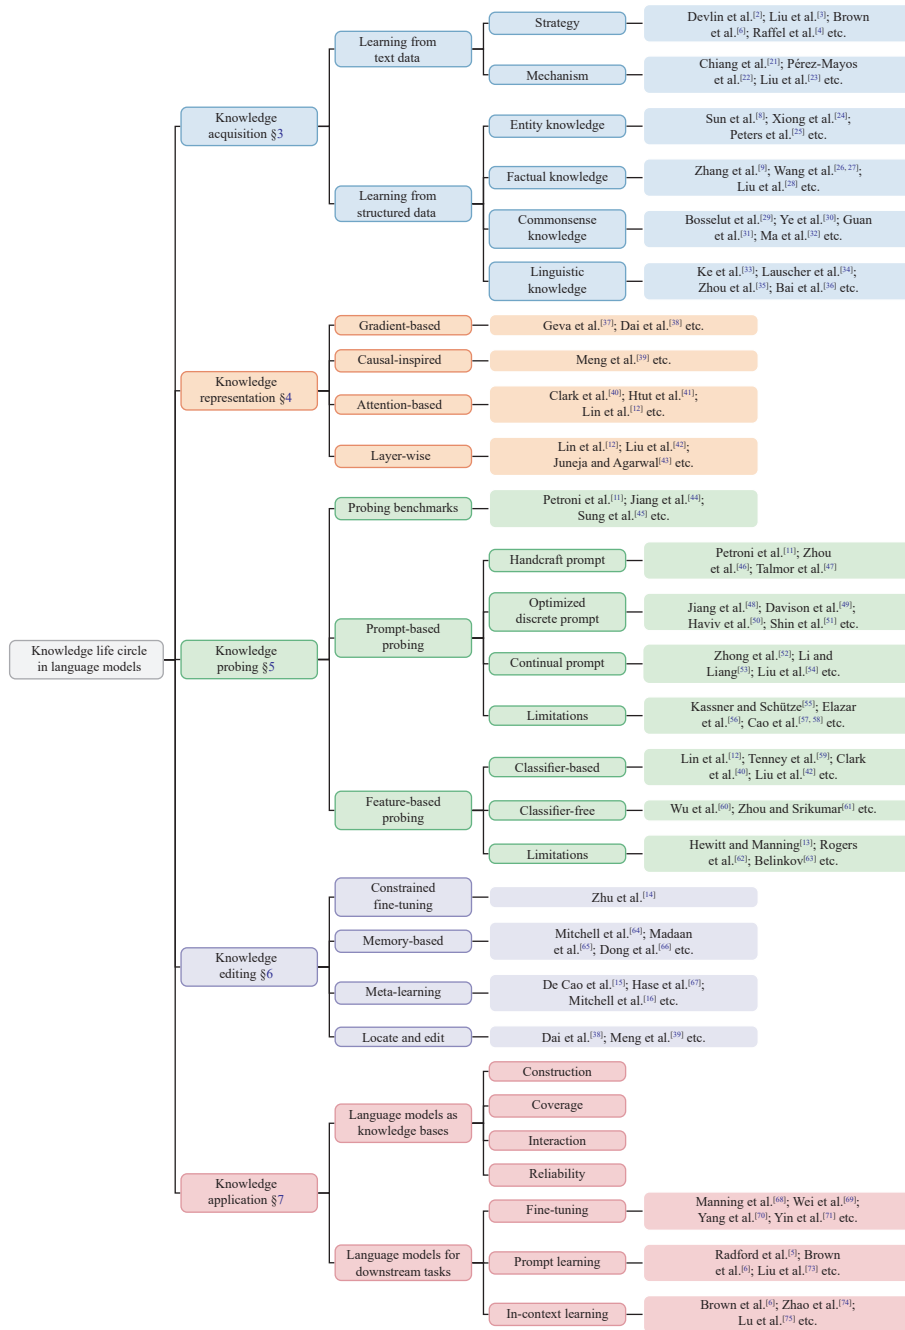 Knowledge life circle
in language models
Knowledge
acquisition §3
Learning from
text data
Strategy
Devlin et al.[2]; Liu et al.[3]; Brown
et al.[6]; Raffel et al.[4] etc.
Mechanism
Chiang et al.[21]; Pérez-Mayos
et al.[22]; Liu et al.[23] etc.
Learning from
structured data
Entity knowledge
Sun et al.[8]; Xiong et al.[24];
Peters et al.[25] etc.
Factual knowledge
Zhang et al.[9]; Wang et al.[26, 27];
Liu et al.[28] etc.
Commonsense
knowledge
Bosselut et al.[29]; Ye et al.[30]; Guan
et al.[31]; Ma et al.[32] etc.
Linguistic
knowledge
Ke et al.[33]; Lauscher et al.[34];
Zhou et al.[35]; Bai et al.[36] etc.
Knowledge
representation §4
Gradient-based
Geva et al.[37]; Dai et al.[38] etc.
Causal-inspired
Meng et al.[39] etc.
Attention-based
Clark et al.[40]; Htut et al.[41];
Lin et al.[12] etc.
Layer-wise
Lin et al.[12]; Liu et al.[42];
Juneja and Agarwal[43] etc.
Knowledge
probing §5
Probing benchmarks
Petroni et al.[11]; Jiang et al.[44];
Sung et al.[45] etc.
Prompt-based
probing
Handcraft prompt
Petroni et al.[11]; Zhou
et al.[46]; Talmor et al.[47]
Optimized
discrete prompt
Jiang et al.[48]; Davison et al.[49];
Haviv et al.[50]; Shin et al.[51] etc.
Continual prompt
Zhong et al.[52]; Li and
Liang[53]; Liu et al.[54] etc.
Limitations
Kassner and Schütze[55]; Elazar
et al.[56]; Cao et al.[57, 58] etc.
Feature-based
probing
Classifier-based
Lin et al.[12]; Tenney et al.[59]; Clark
et al.[40]; Liu et al.[42] etc.
Classifier-free
Wu et al.[60]; Zhou and Srikumar[61] etc.
Limitations
Hewitt and Manning[13]; Rogers
et al.[62]; Belinkov[63] etc.
Knowledge
editing §6
Constrained
fine-tuning
Zhu et al.[14]
Memory-based
Mitchell et al.[64]; Madaan
et al.[65]; Dong et al.[66] etc.
Meta-learning
De Cao et al.[15]; Hase et al.[67];
Mitchell et al.[16] etc.
Locate and edit
Dai et al.[38]; Meng et al.[39] etc.
Knowledge
application §7
Language models as
knowledge bases
Construction
Coverage
Interaction
Reliability
Language models for
downstream tasks
Fine-tuning
Manning et al.[68]; Wei et al.[69];
Yang et al.[70]; Yin et al.[71] etc.
Prompt learning
Radford et al.[5]; Brown
et al.[6]; Liu et al.[73] etc.
In-context learning
Brown et al.[6]; Zhao et al.[74];
Lu et al.[75] etc.